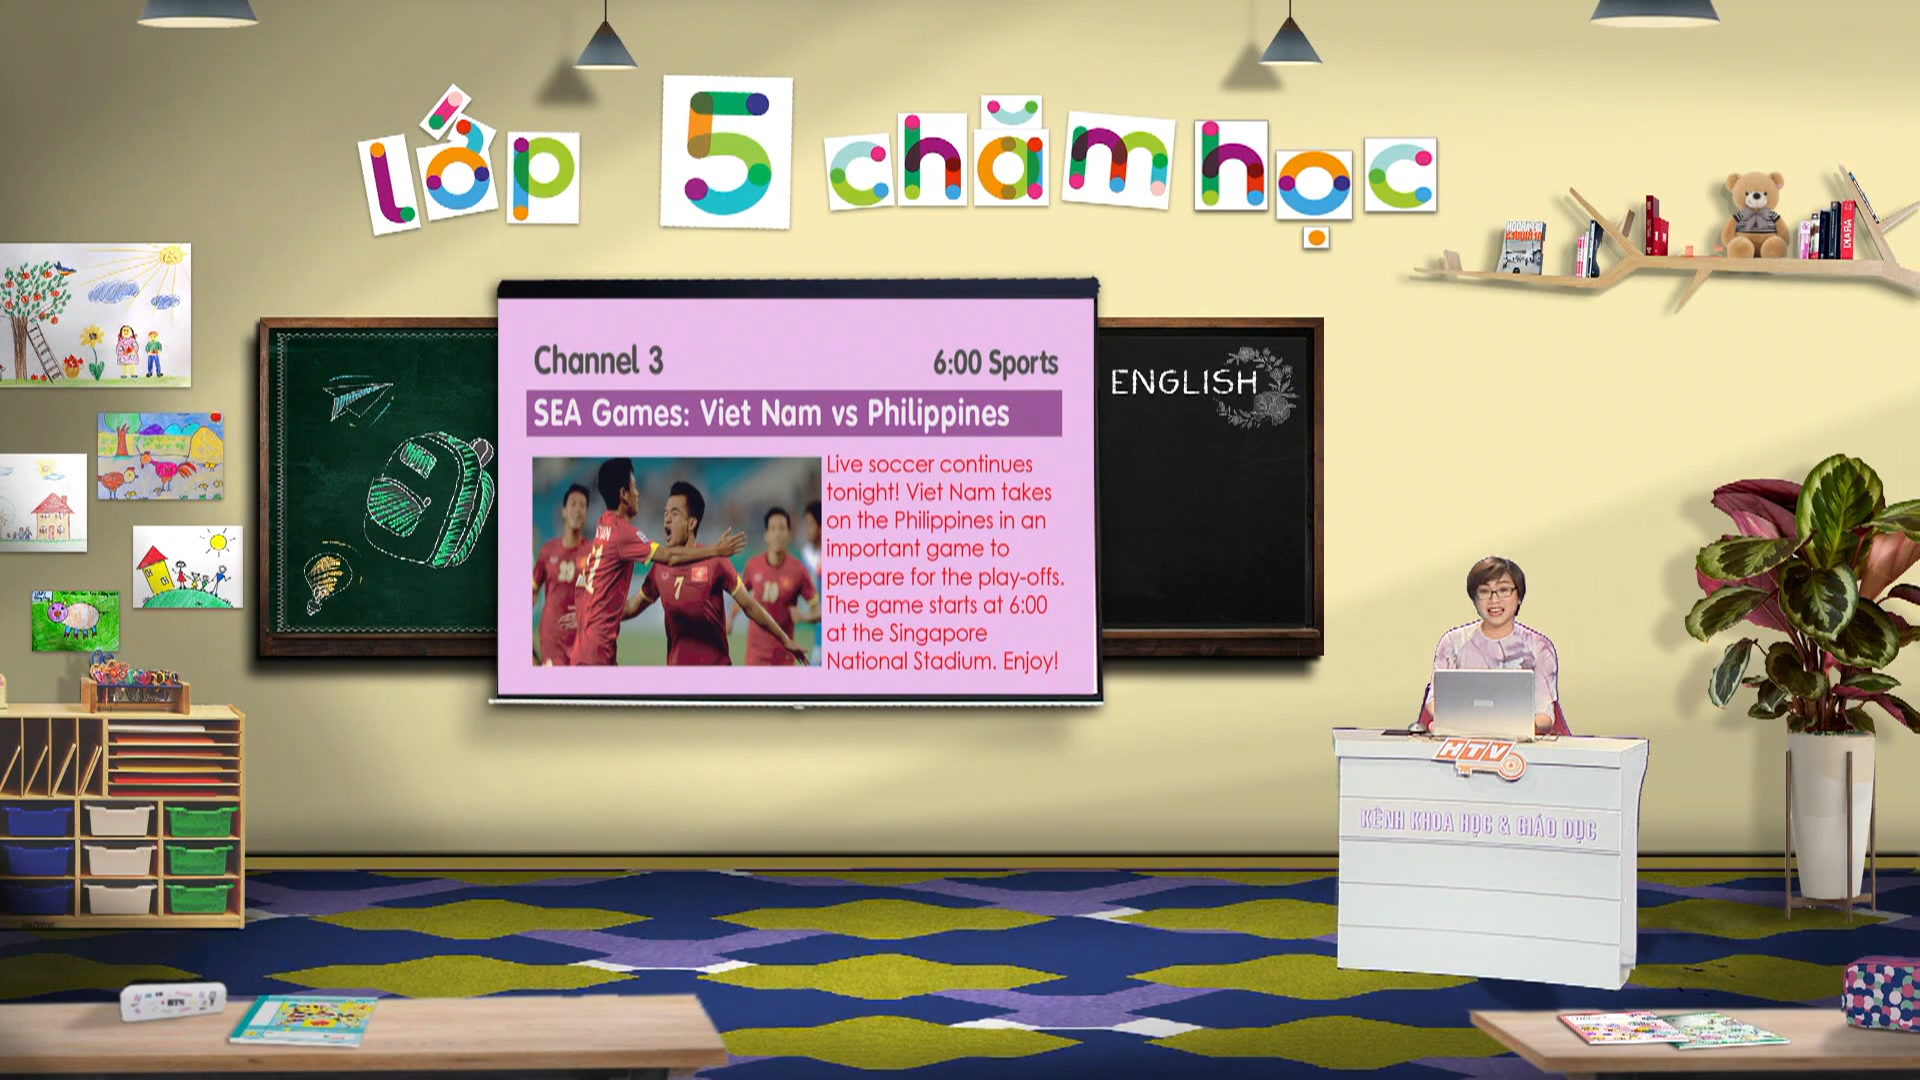 lớp 5 chăm học
Channel 3
6:00 Sports
SEA Games: Viet Nam vs Philippines
Live soccer continues
tonight! Viet Nam takes
on the Philippines in an
important game to
prepare for the play-offs.
The game starts at 6:00
at the Singapore
National Stadium. Enjoy!
7
ENGLISH
HTV
KÊNH KHOA HỌC & GIÁO DỤC